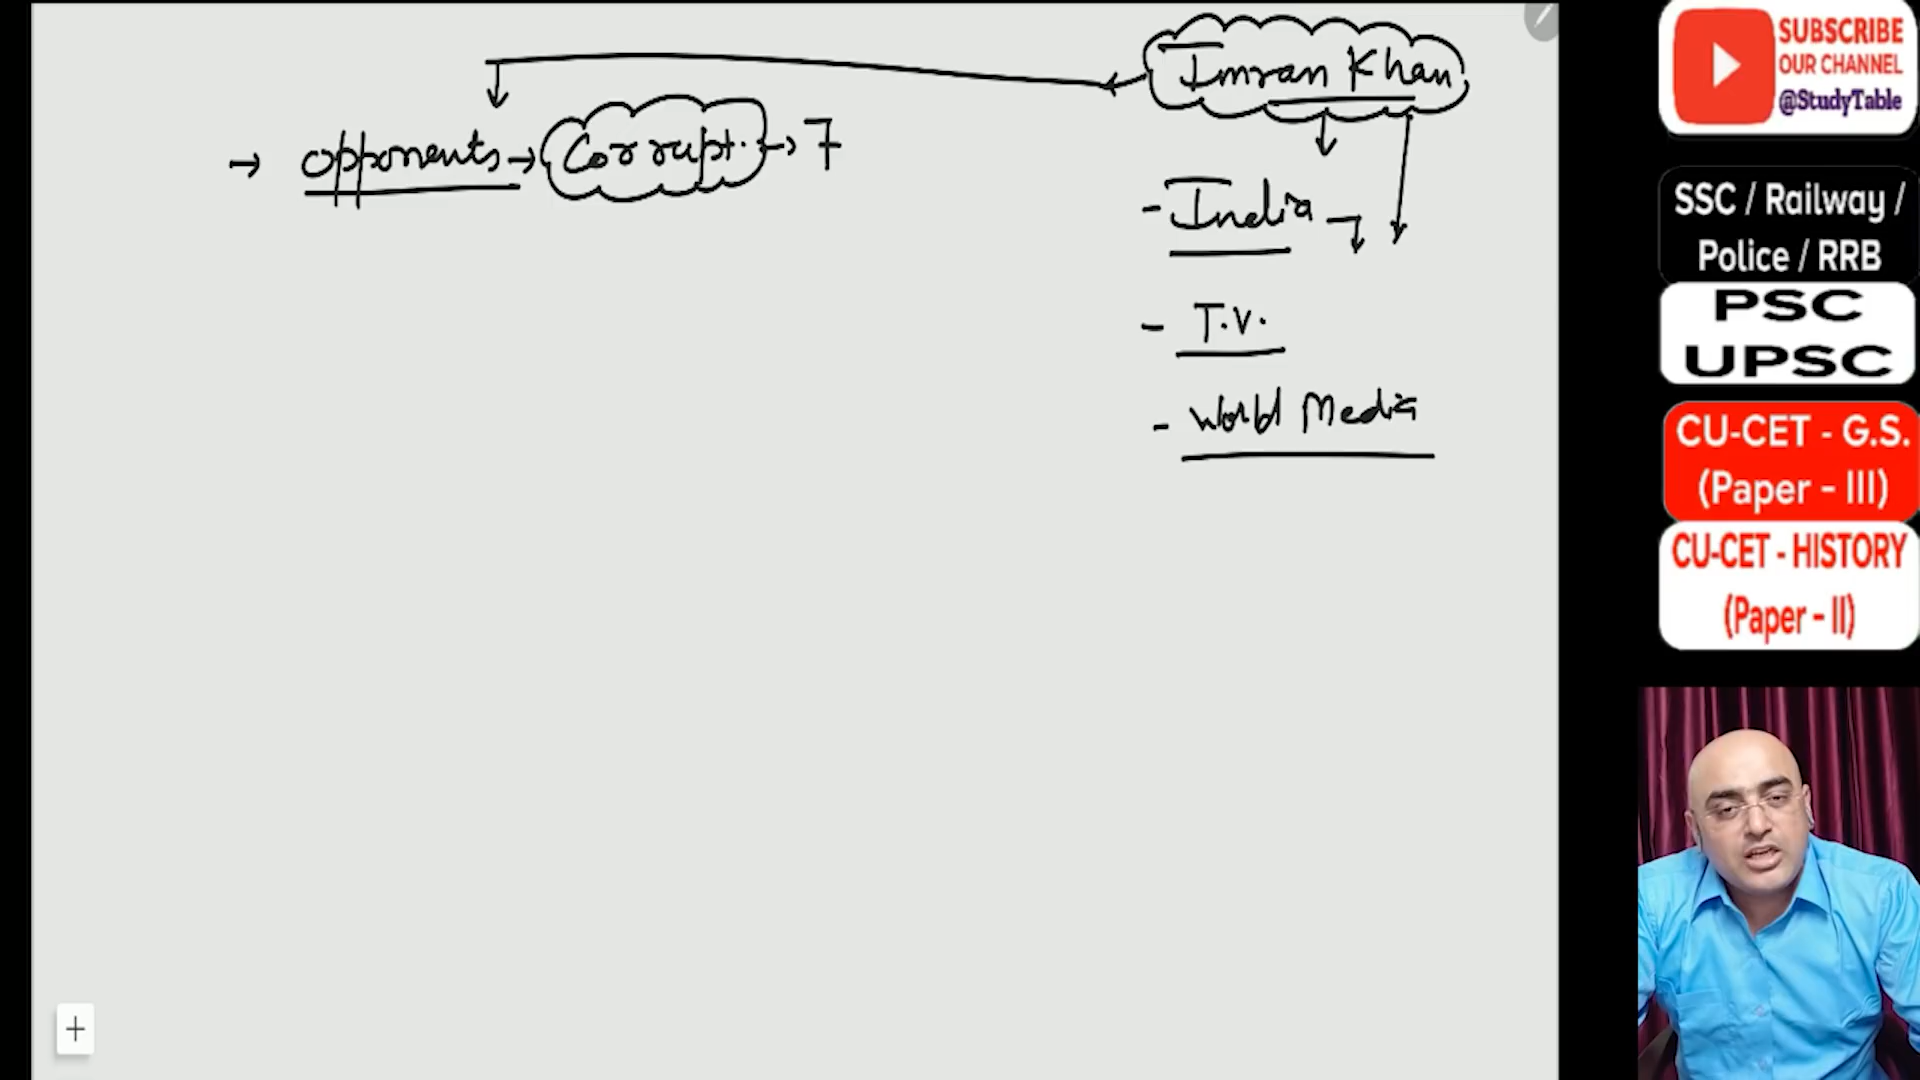 Imran Khan
→ opponents → Corrupt. → 7
- India
- T.V.
- World Media
SUBSCRIBE
OUR CHANNEL
@StudyTable
SSC / Railway /
Police / RRB
PSC
UPSC
CU-CET - G.S.
(Paper - III)
CU-CET - HISTORY
(Paper - II)
+